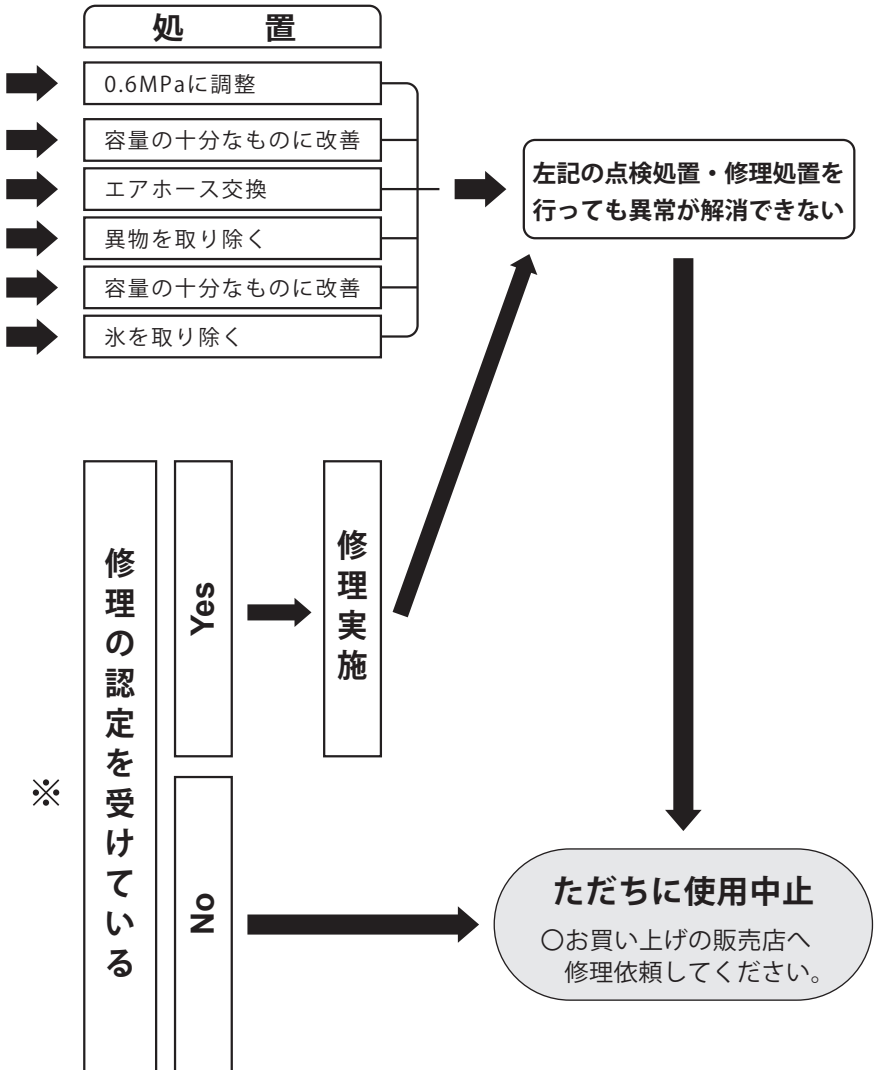 処　置
0.6MPaに調整
容量の十分なものに改善
エアホース交換
異物を取り除く
容量の十分なものに改善
氷を取り除く
左記の点検処置・修理処置を
行っても異常が解消できない
※
修理の認定を受けている
Yes
修理実施
No
ただちに使用中止
○お買い上げの販売店へ
修理依頼してください。